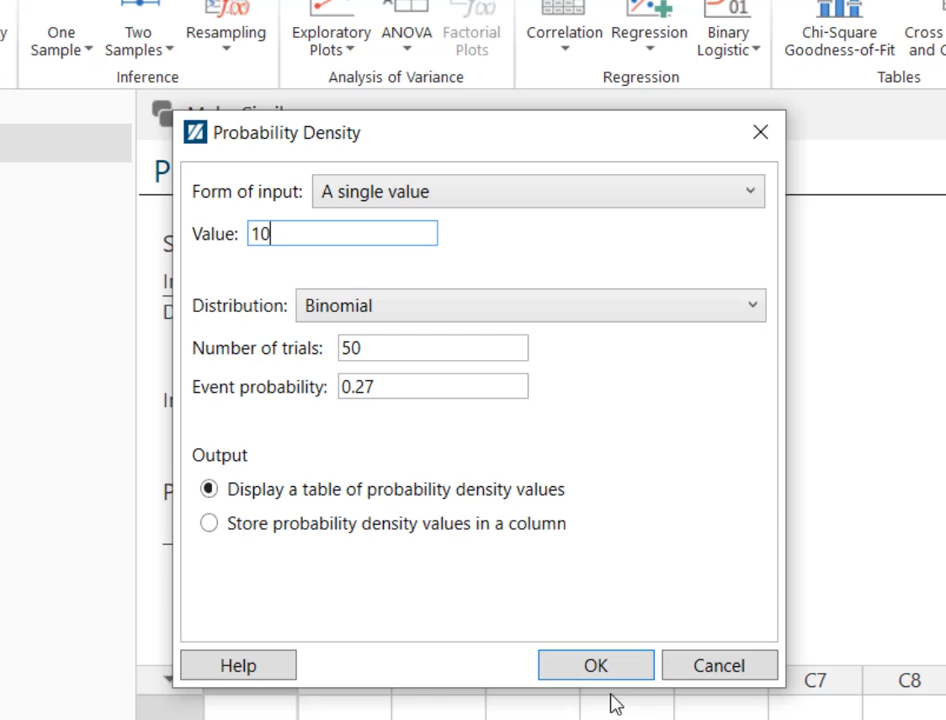 One Sample
Two Samples
Resampling
Exploratory Plots
ANOVA
Factorial Plots
Correlation
Regression
Binary Logistic
Chi-Square Goodness-of-Fit
Cross
and
Inference
Analysis of Variance
Regression
Tables
Probability Density
Form of input: A single value
Value: 10
Distribution: Binomial
Number of trials: 50
Event probability: 0.27
Output
Display a table of probability density values
Store probability density values in a column
Help
OK
Cancel
C7
C8